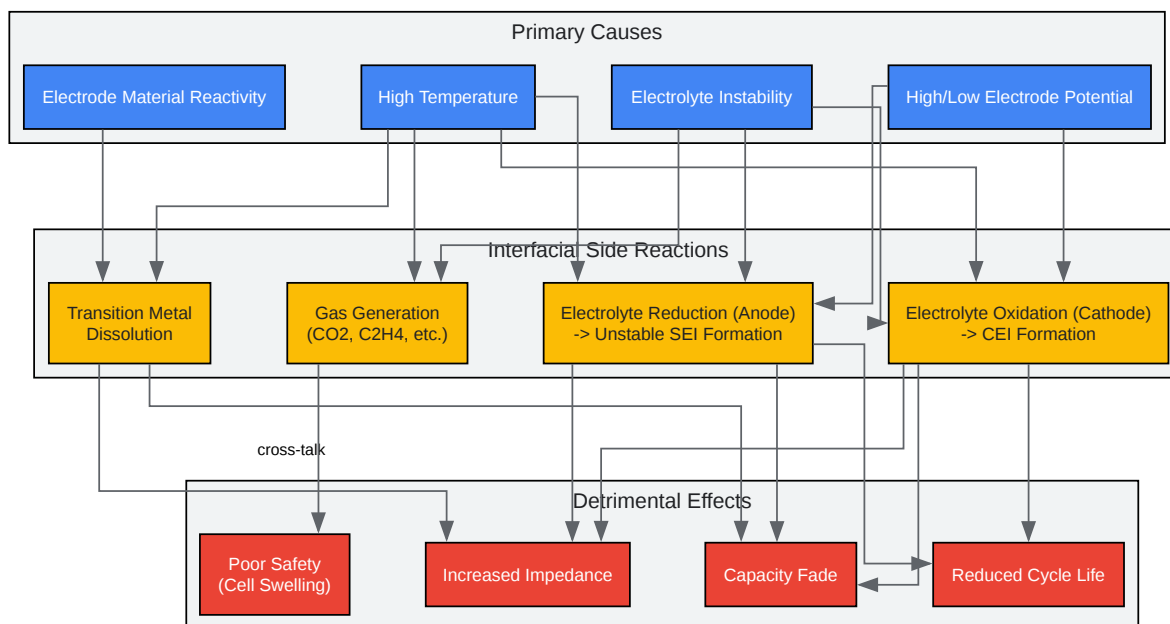 Primary Causes
Electrode Material Reactivity
High Temperature
Electrolyte Instability
High/Low Electrode Potential
Interfacial Side Reactions
Transition Metal
Dissolution
Gas Generation
(CO2, C2H4, etc.)
Electrolyte Reduction (Anode)
-> Unstable SEI Formation
Electrolyte Oxidation (Cathode)
-> CEI Formation
cross-talk
Detrimental Effects
Poor Safety
(Cell Swelling)
Increased Impedance
Capacity Fade
Reduced Cycle Life